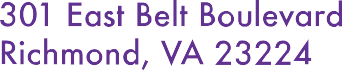 301 East Belt Boulevard
Richmond, VA 23224